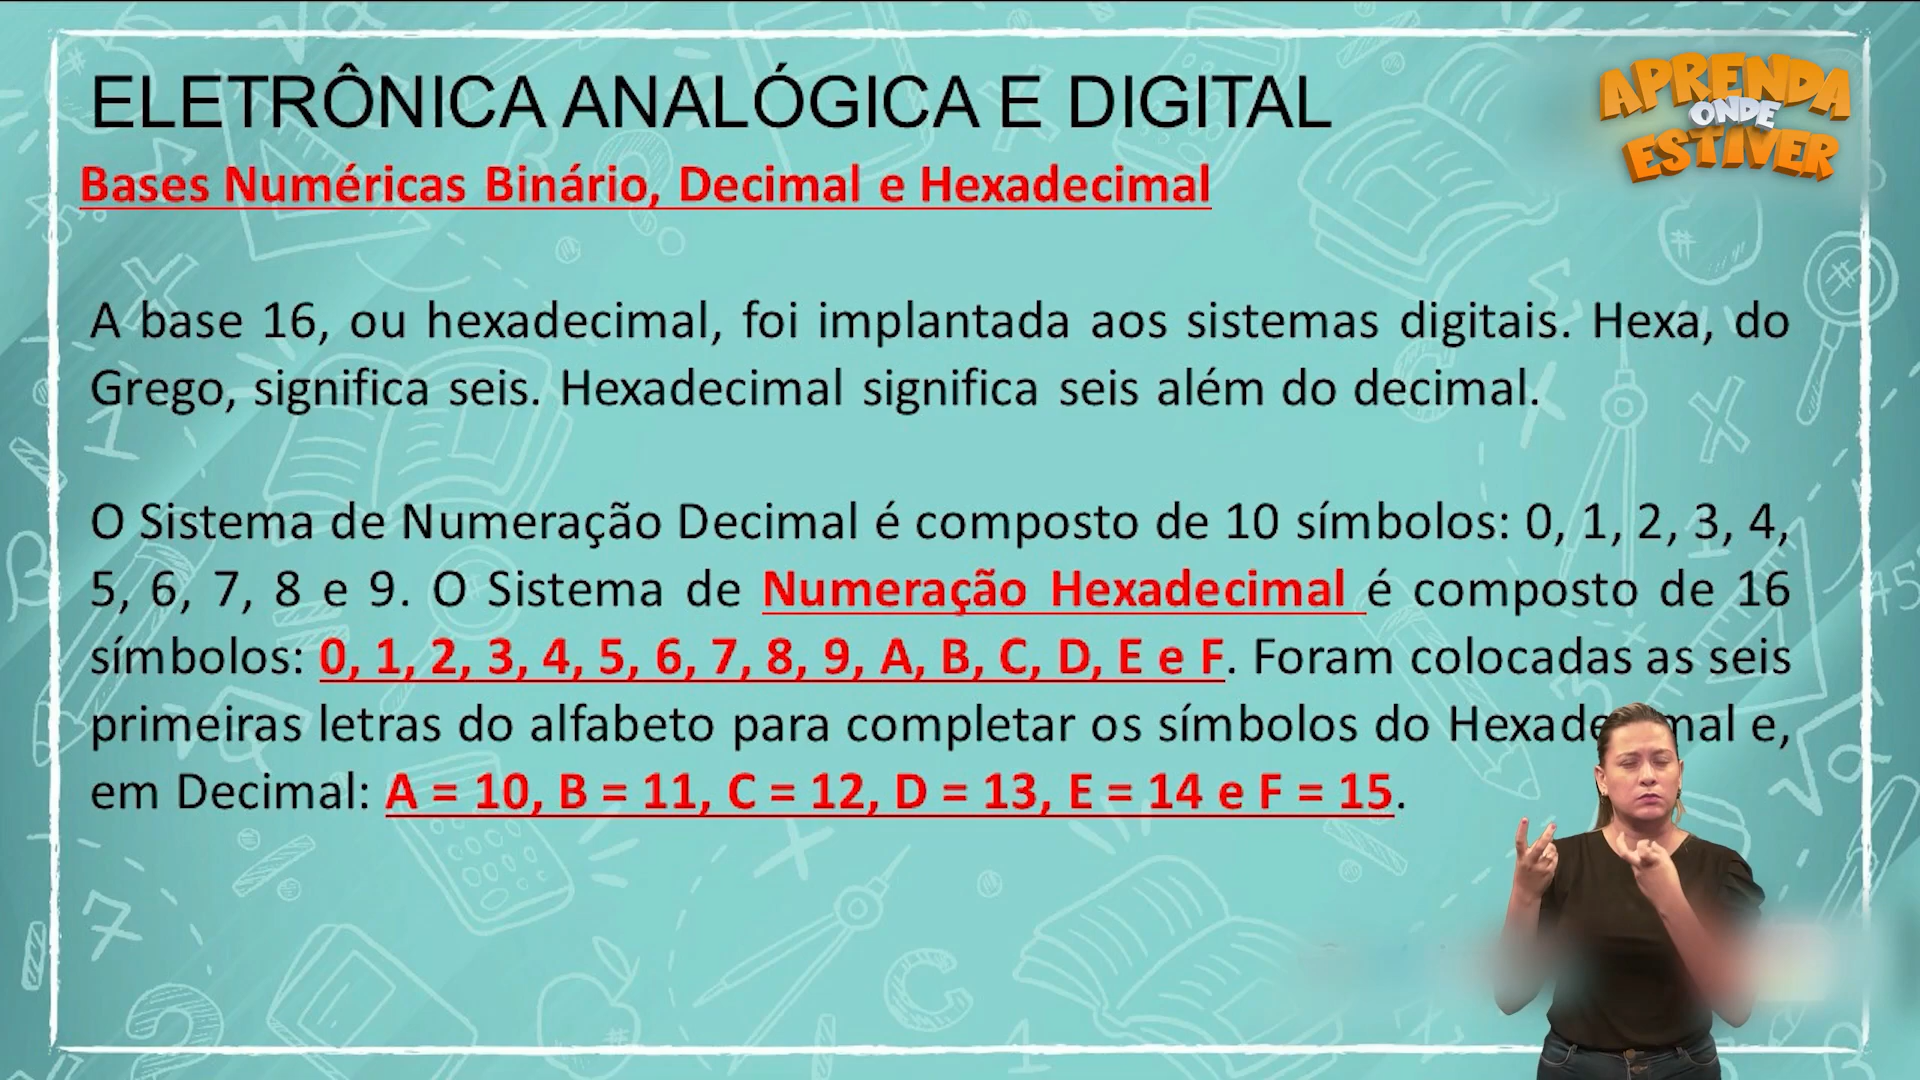 ELETRÔNICA ANALÓGICA E DIGITAL
APRENDA
ONDE
ESTIVER
Bases Numéricas Binário, Decimal e Hexadecimal
A base 16, ou hexadecimal, foi implantada aos sistemas digitais. Hexa, do
Grego, significa seis. Hexadecimal significa seis além do decimal.
O Sistema de Numeração Decimal é composto de 10 símbolos: 0, 1, 2, 3, 4,
5, 6, 7, 8 e 9. O Sistema de Numeração Hexadecimal é composto de 16
símbolos: 0, 1, 2, 3, 4, 5, 6, 7, 8, 9, A, B, C, D, E e F. Foram colocadas as seis
primeiras letras do alfabeto para completar os símbolos do e,
em Decimal: A = 10, B = 11, C = 12, D = 13, E = 14 e F = 15.